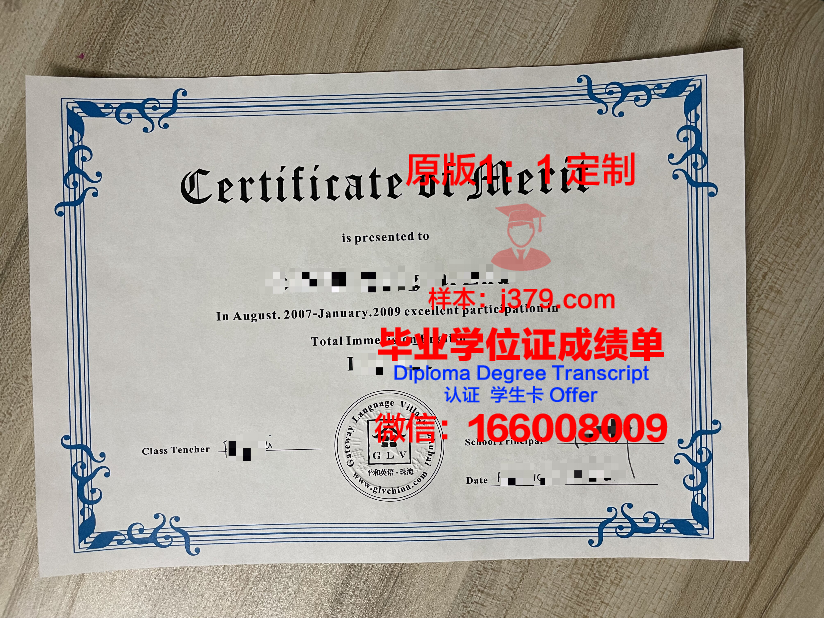 Certificate of Merit
原版1：1定制
is presented to
样本：j379.com
In August. 2007-January.2009 excellent participation in
Total Immersion English
毕业学位证成绩单
Diploma Degree Transcript
认证 学生卡 Offer
微信：166008009
Class Tencher
School Principal
Gateway Language Village Zhuhai
GLV
www.glvchina.com
Date